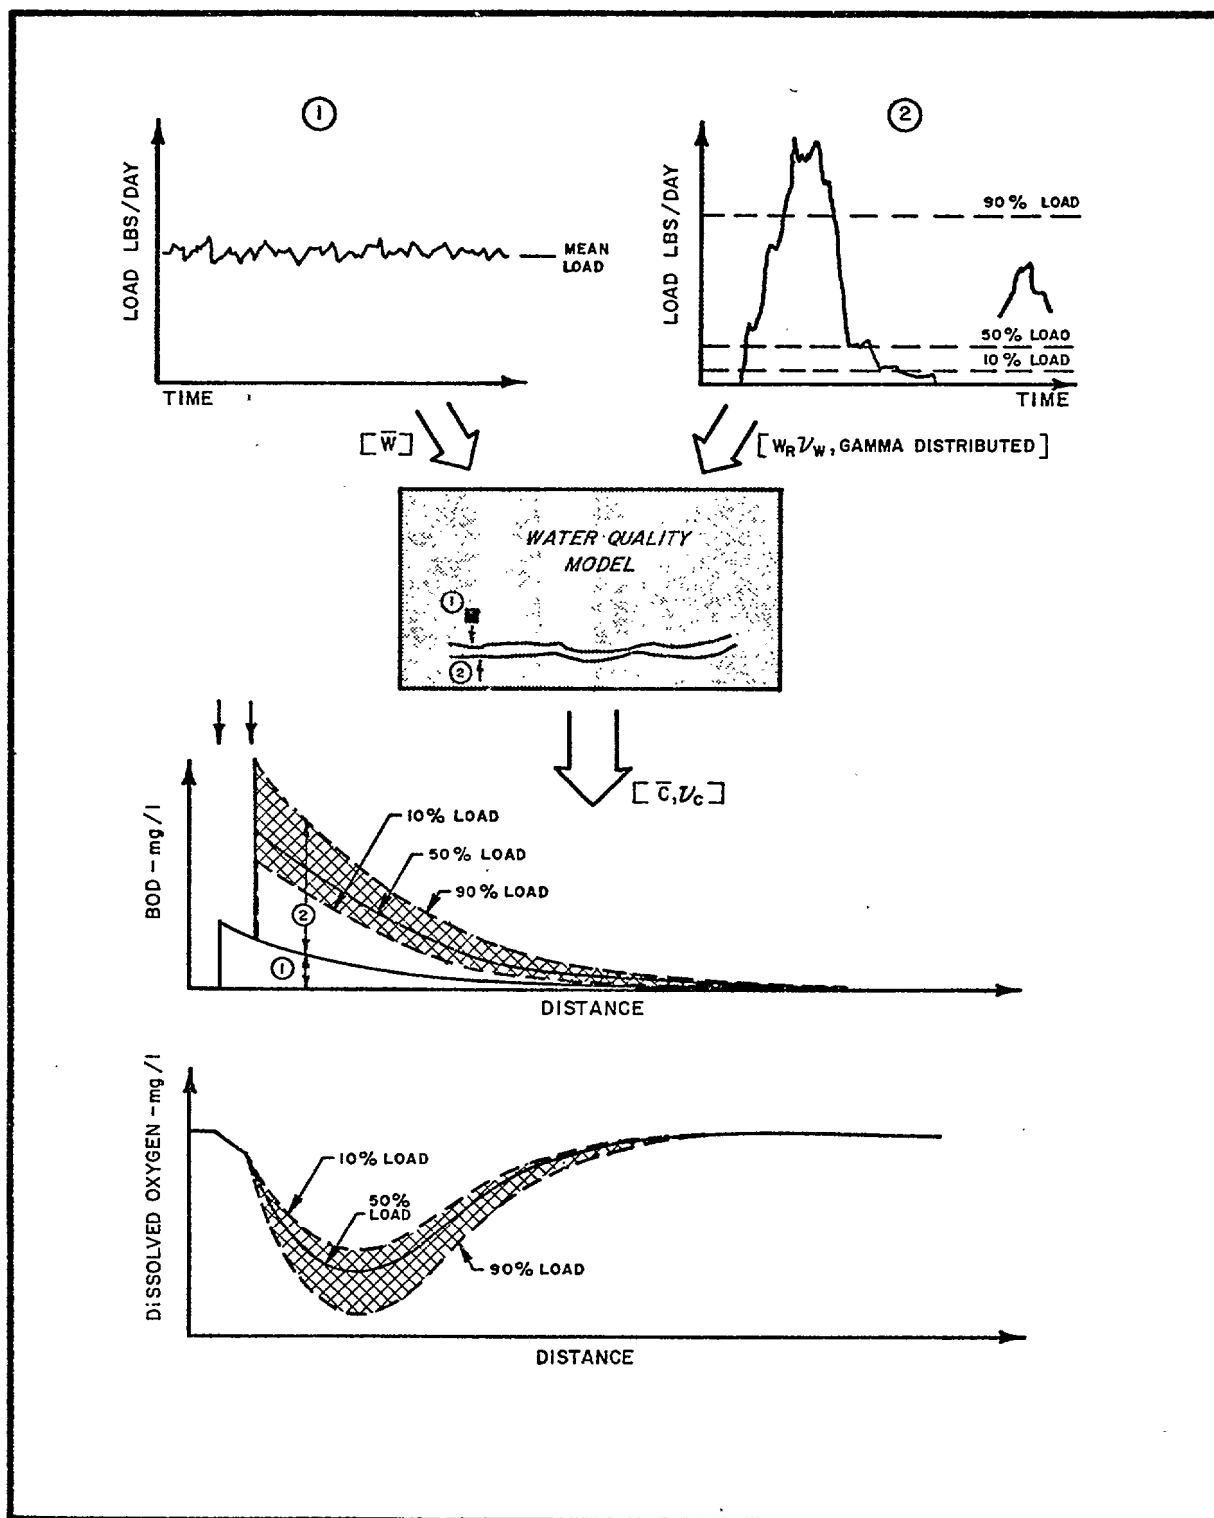 ①
LOAD LBS/DAY
MEAN
LOAD
TIME
②
LOAD LBS/DAY
90% LOAD
50% LOAD
10% LOAD
TIME
[W̅]
[W_R 𝜈_W, GAMMA DISTRIBUTED]
WATER QUALITY
MODEL
①
②
[C̅, 𝜈_C]
BOD-mg/l
10% LOAD
50% LOAD
90% LOAD
②
①
DISTANCE
DISSOLVED OXYGEN-mg/l
10% LOAD
50%
LOAD
90% LOAD
DISTANCE